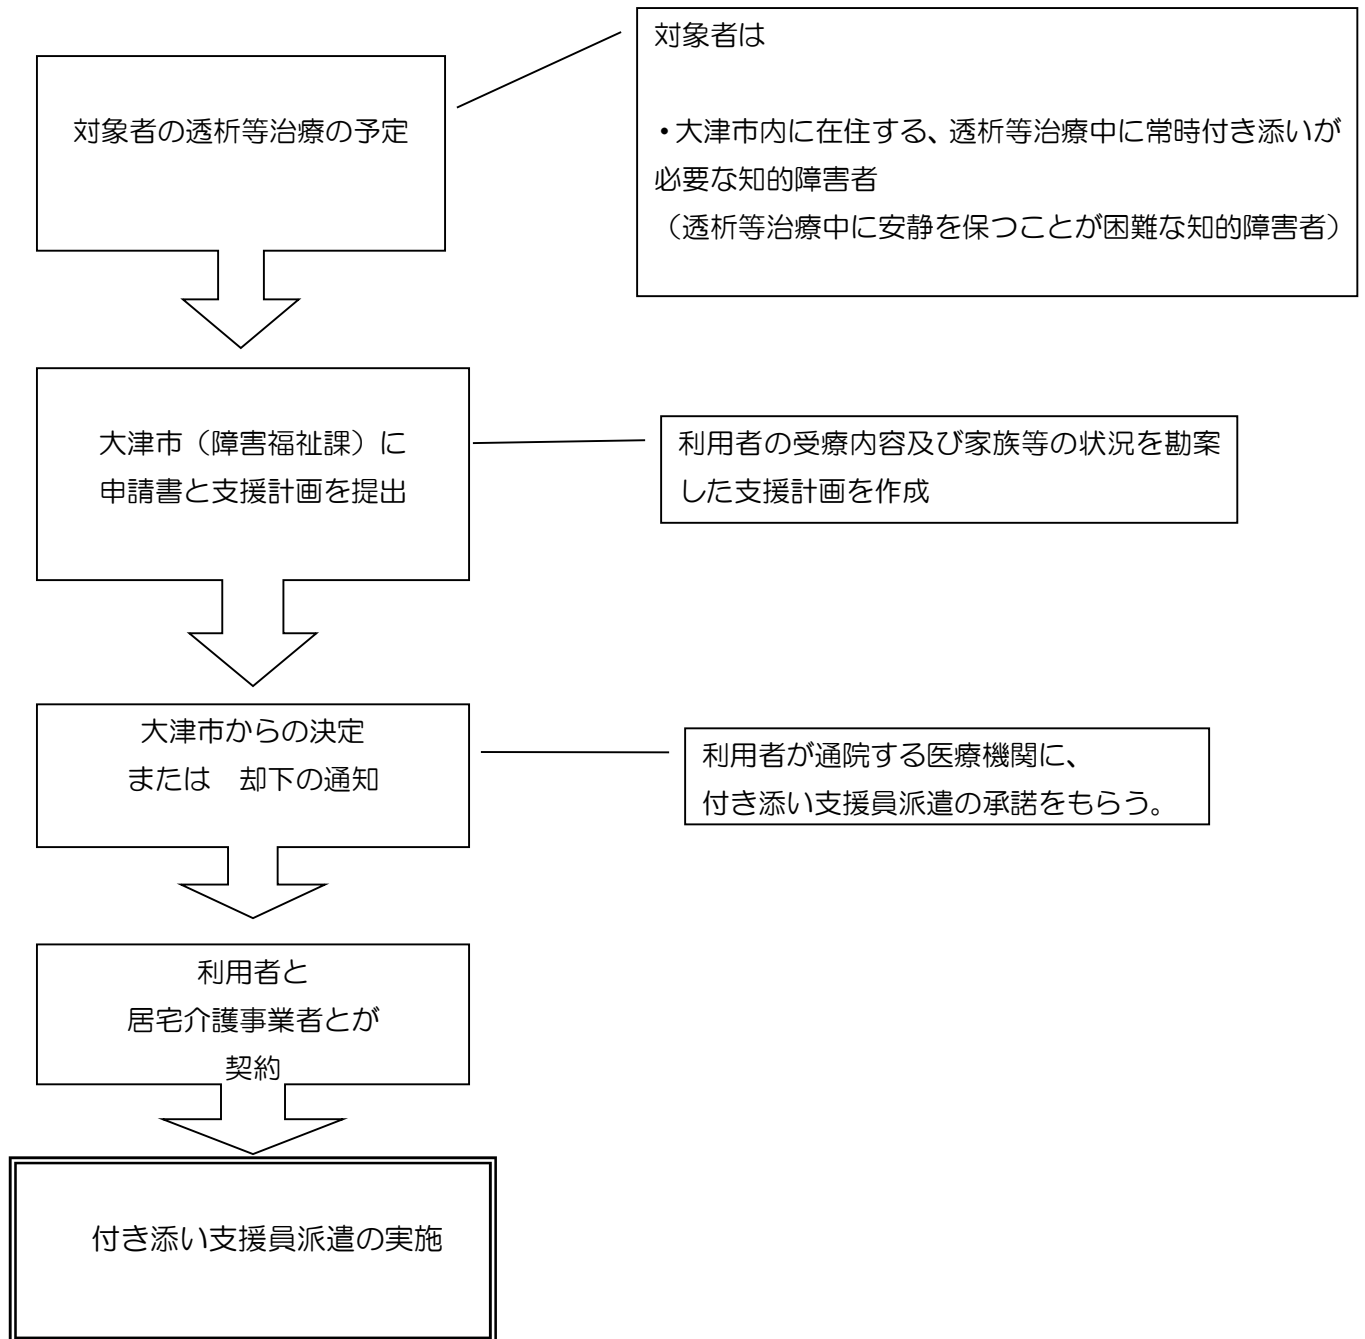 対象者は
・大津市内に在住する、透析等治療中に常時付き添いが
必要な知的障害者
（透析等治療中に安静を保つことが困難な知的障害者）
対象者の透析等治療の予定
大津市（障害福祉課）に
申請書と支援計画を提出
利用者の受療内容及び家族等の状況を勘案
した支援計画を作成
大津市からの決定
または　却下の通知
利用者が通院する医療機関に、
付き添い支援員派遣の承諾をもらう。
利用者と
居宅介護事業者とが
契約
付き添い支援員派遣の実施